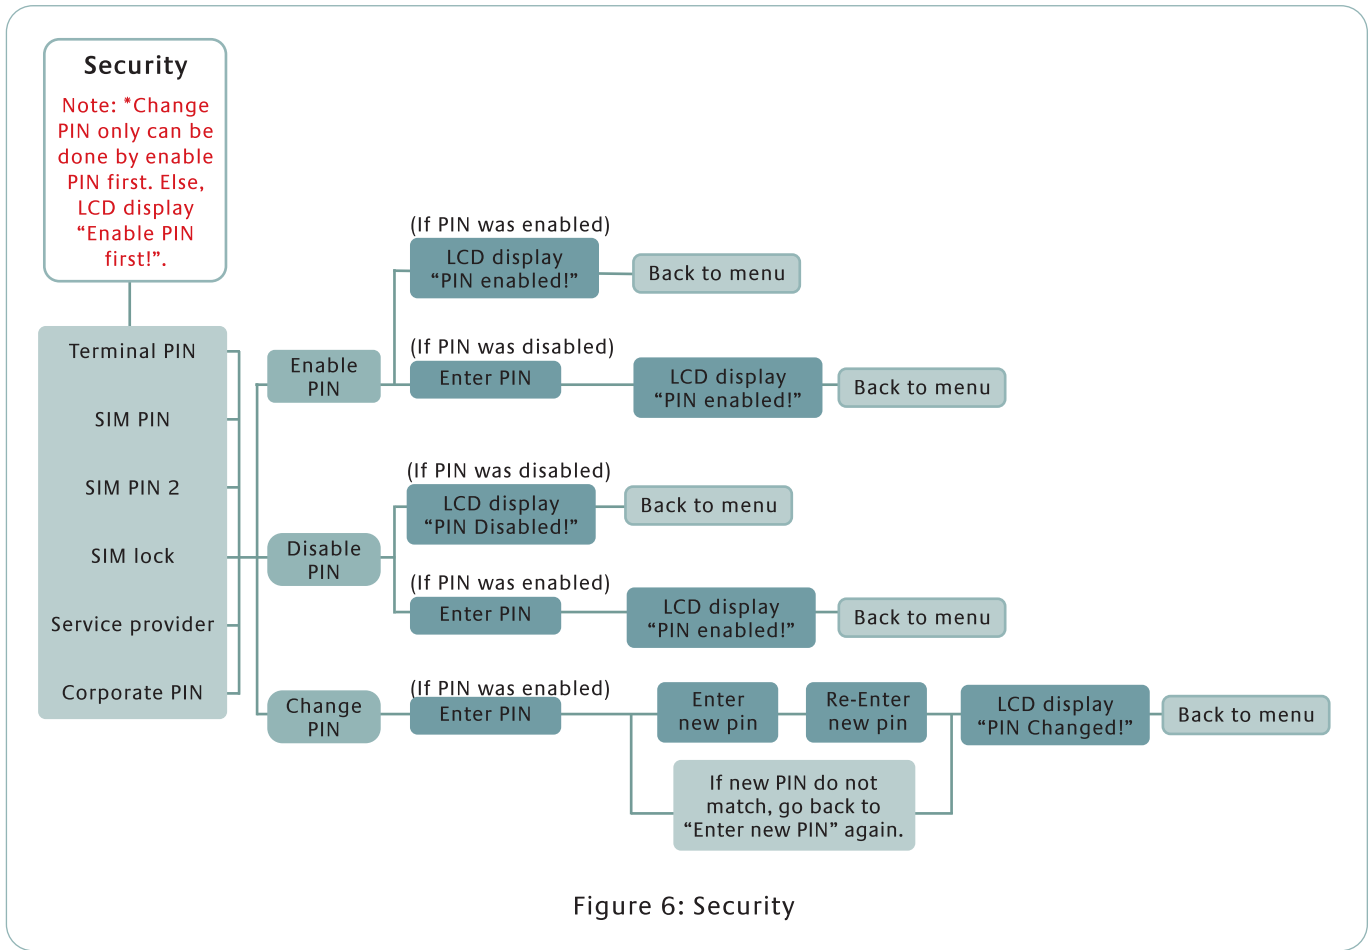 Security
Note: *Change
PIN only can be
done by enable
PIN first. Else,
LCD display
“Enable PIN
first!”.
Terminal PIN
SIM PIN
SIM PIN 2
SIM lock
Service provider
Corporate PIN
Enable
PIN
(If PIN was enabled)
LCD display
“PIN enabled!”
Back to menu
(If PIN was disabled)
Enter PIN
LCD display
“PIN enabled!”
Back to menu
Disable
PIN
(If PIN was disabled)
LCD display
“PIN Disabled!”
Back to menu
(If PIN was enabled)
Enter PIN
LCD display
“PIN enabled!”
Back to menu
Change
PIN
(If PIN was enabled)
Enter PIN
Enter
new pin
Re-Enter
new pin
LCD display
“PIN Changed!”
Back to menu
If new PIN do not
match, go back to
“Enter new PIN” again.
Figure 6: Security